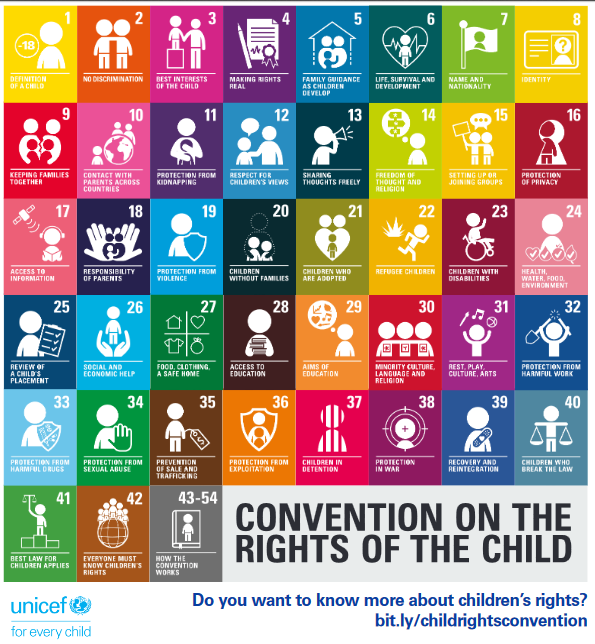 1
-18
DEFINITION
OF A CHILD
2
NO DISCRIMINATION
3
BEST INTERESTS
OF THE CHILD
4
MAKING RIGHTS
REAL
5
FAMILY GUIDANCE
AS CHILDREN
DEVELOP
6
LIFE, SURVIVAL AND
DEVELOPMENT
7
NAME AND
NATIONALITY
8
?
IDENTITY
9
KEEPING FAMILIES
TOGETHER
10
CONTACT WITH
PARENTS ACROSS
COUNTRIES
11
PROTECTION FROM
KIDNAPPING
12
RESPECT FOR
CHILDREN'S VIEWS
13
SHARING
THOUGHTS FREELY
14
FREEDOM OF
THOUGHT AND
RELIGION
15
SETTING UP OR
JOINING GROUPS
16
PROTECTION
OF PRIVACY
17
ACCESS TO
INFORMATION
18
RESPONSIBILITY
OF PARENTS
19
PROTECTION FROM
VIOLENCE
20
CHILDREN
WITHOUT FAMILIES
21
CHILDREN WHO
ARE ADOPTED
22
REFUGEE CHILDREN
23
CHILDREN WITH
DISABILITIES
24
HEALTH,
WATER, FOOD,
ENVIRONMENT
25
REVIEW OF
A CHILD'S
PLACEMENT
26
SOCIAL AND
ECONOMIC HELP
27
FOOD, CLOTHING,
A SAFE HOME
28
ACCESS TO
EDUCATION
29
AIMS OF
EDUCATION
30
MINORITY CULTURE,
LANGUAGE AND
RELIGION
31
REST, PLAY,
CULTURE, ARTS
32
PROTECTION FROM
HARMFUL WORK
33
PROTECTION FROM
HARMFUL DRUGS
34
PROTECTION FROM
SEXUAL ABUSE
35
$
PREVENTION
OF SALE AND
TRAFFICKING
36
PROTECTION FROM
EXPLOITATION
37
CHILDREN IN
DETENTION
38
PROTECTION
IN WAR
39
RECOVERY AND
REINTEGRATION
40
CHILDREN WHO
BREAK THE LAW
41
BEST LAW FOR
CHILDREN APPLIES
42
EVERYONE MUST
KNOW CHILDREN'S
RIGHTS
43-54
HOW THE
CONVENTION
WORKS
CONVENTION ON THE
RIGHTS OF THE CHILD
unicef
for every child
Do you want to know more about children's rights?
bit.ly/childrightsconvention